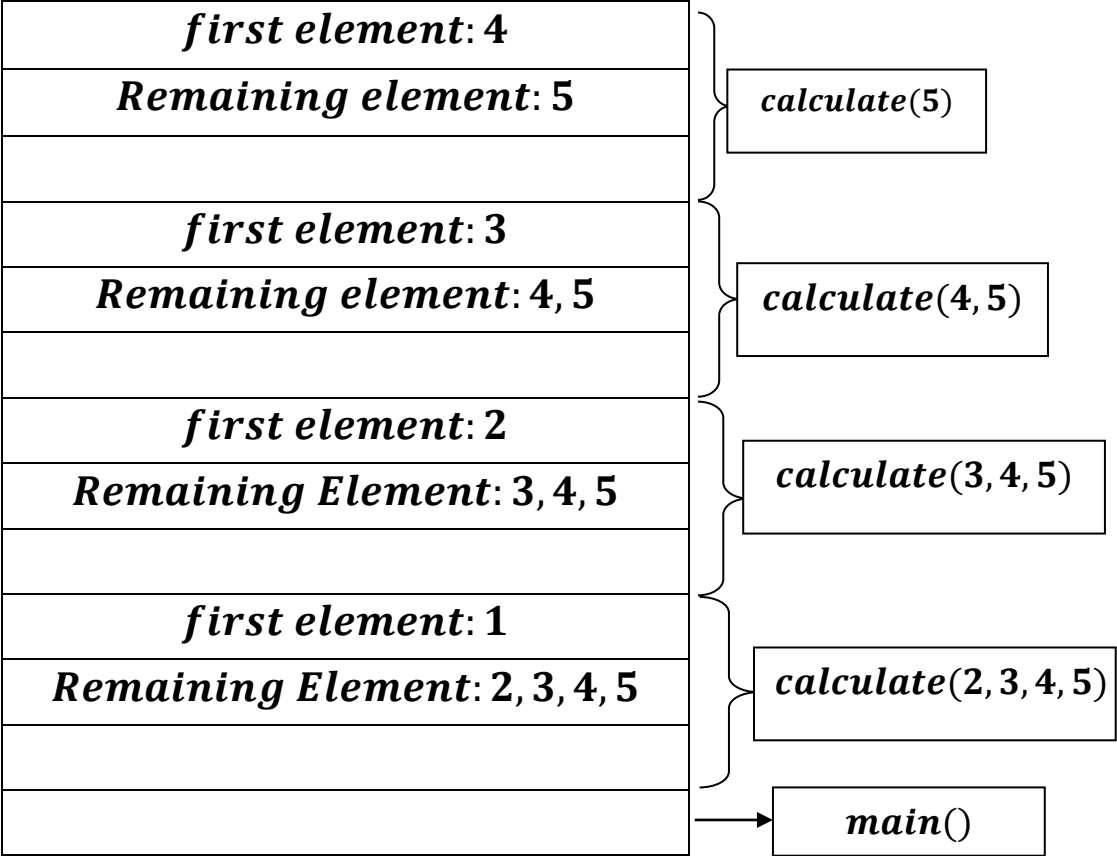 first element: 4
Remaining element: 5
calculate(5)
first element: 3
Remaining element: 4, 5
calculate(4, 5)
first element: 2
Remaining Element: 3, 4, 5
calculate(3, 4, 5)
first element: 1
Remaining Element: 2, 3, 4, 5
calculate(2, 3, 4, 5)
main()